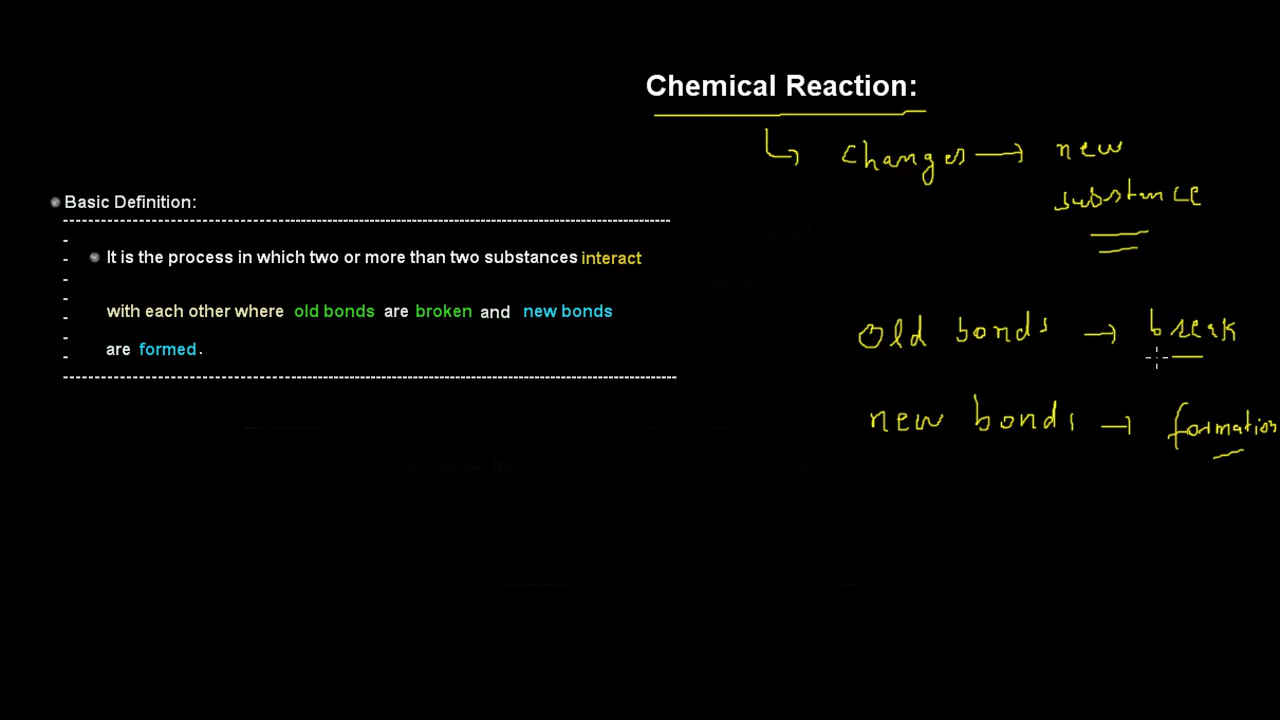 Chemical Reaction:
changes → new
substance
Basic Definition:
It is the process in which two or more than two substances interact
with each other where old bonds are broken and new bonds
are formed.
old bonds → break
new bonds → formation